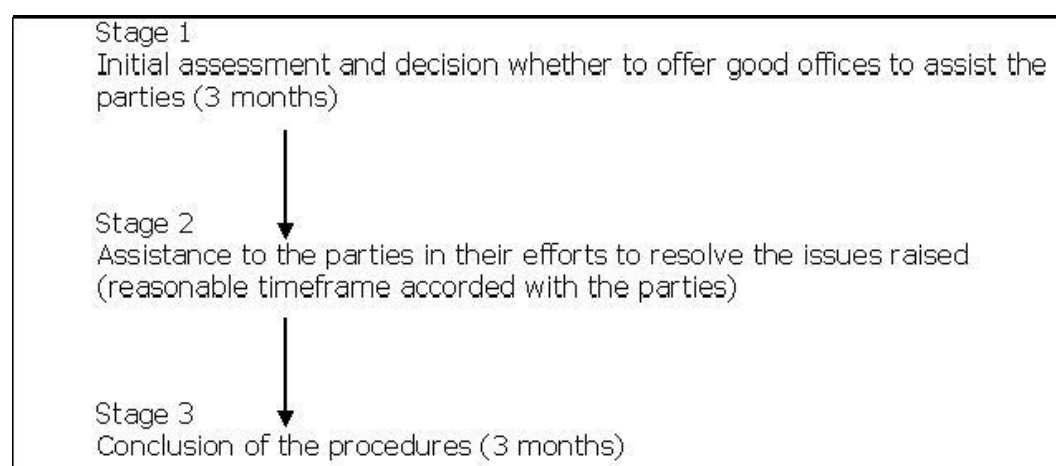 Stage 1
Initial assessment and decision whether to offer good offices to assist the
parties (3 months)
Stage 2
Assistance to the parties in their efforts to resolve the issues raised
(reasonable timeframe accorded with the parties)
Stage 3
Conclusion of the procedures (3 months)